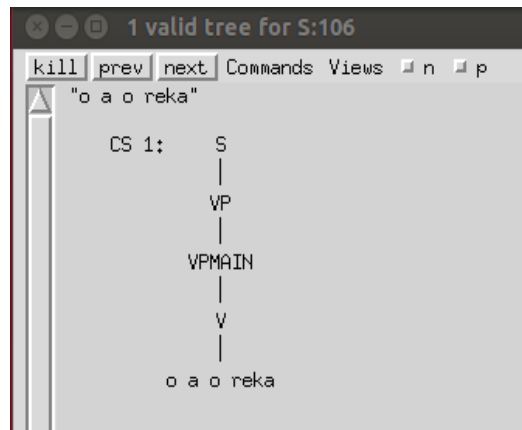 1 valid tree for S:106
kill prev next Commands Views n p
"o a o reka"
CS 1: S
VP
VPMAIN
V
o a o reka